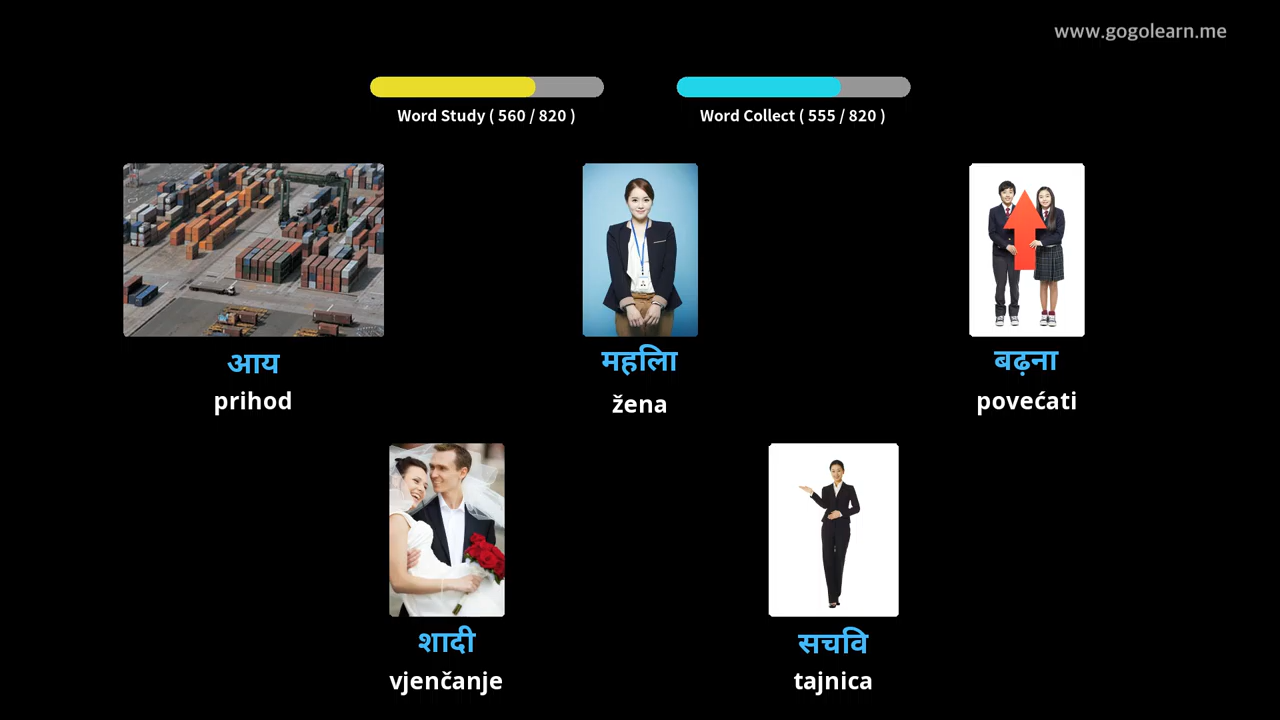 www.gogolearn.me
Word Study ( 560 / 820 )
Word Collect ( 555 / 820 )
आय
महिला
बढ़ना
prihod
žena
povećati
शादी
सचिव
vjenčanje
tajnica